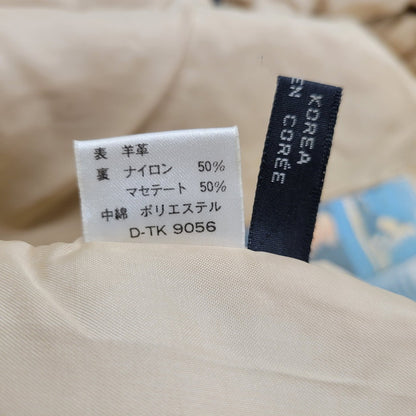 表 羊革
裏 ナイロン 50%
マセテート 50%
中綿 ポリエステル
D-TK 9056
KOREA
EN CORÉE